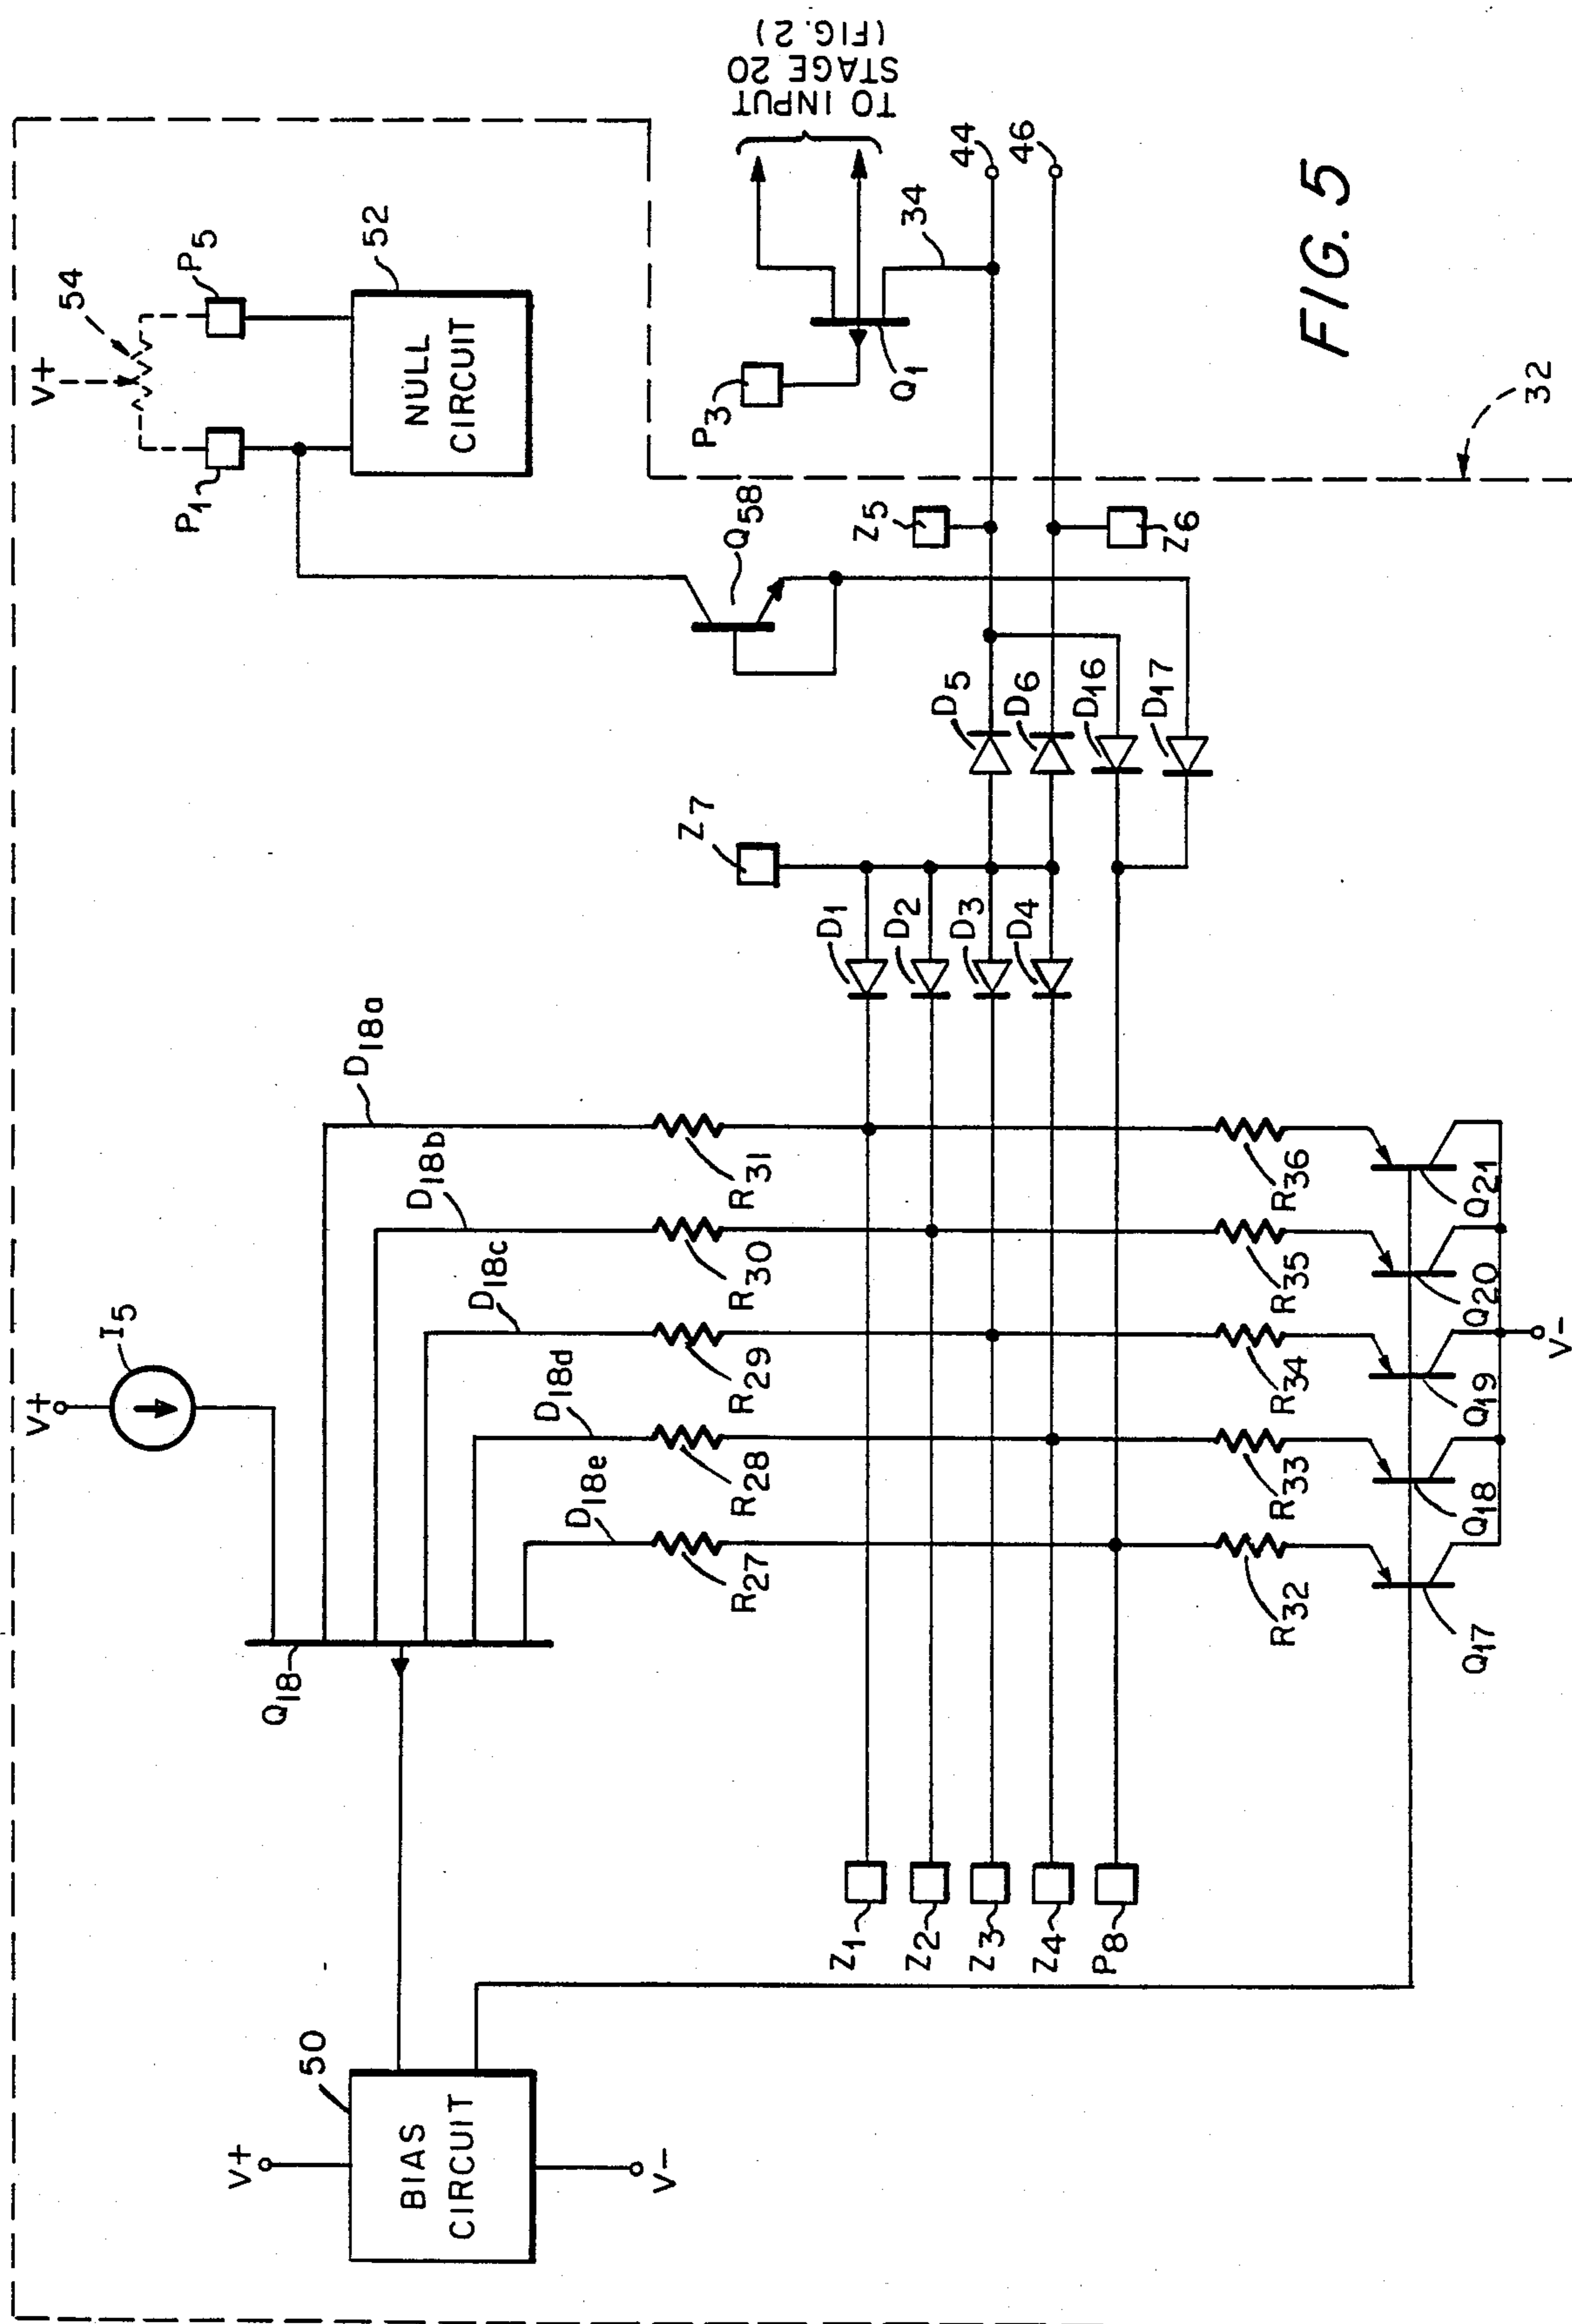 V+
I5
V+
54
P1
P5
52
NULL
CIRCUIT
TO INPUT
STAGE 20
(FIG. 2)
50
V+
BIAS
CIRCUIT
V-
Q18
D18a
D18b
D18c
D18d
D18e
Q58
P3
Q1
34
44
46
R31
R30
R29
R28
R27
Z7
Z5
Z6
D1
D2
D3
D4
D5
D6
D16
D17
Z1
Z2
Z3
Z4
P8
R36
R35
R34
R33
R32
Q21
Q20
Q19
Q18
Q17
V-
32
FIG. 5